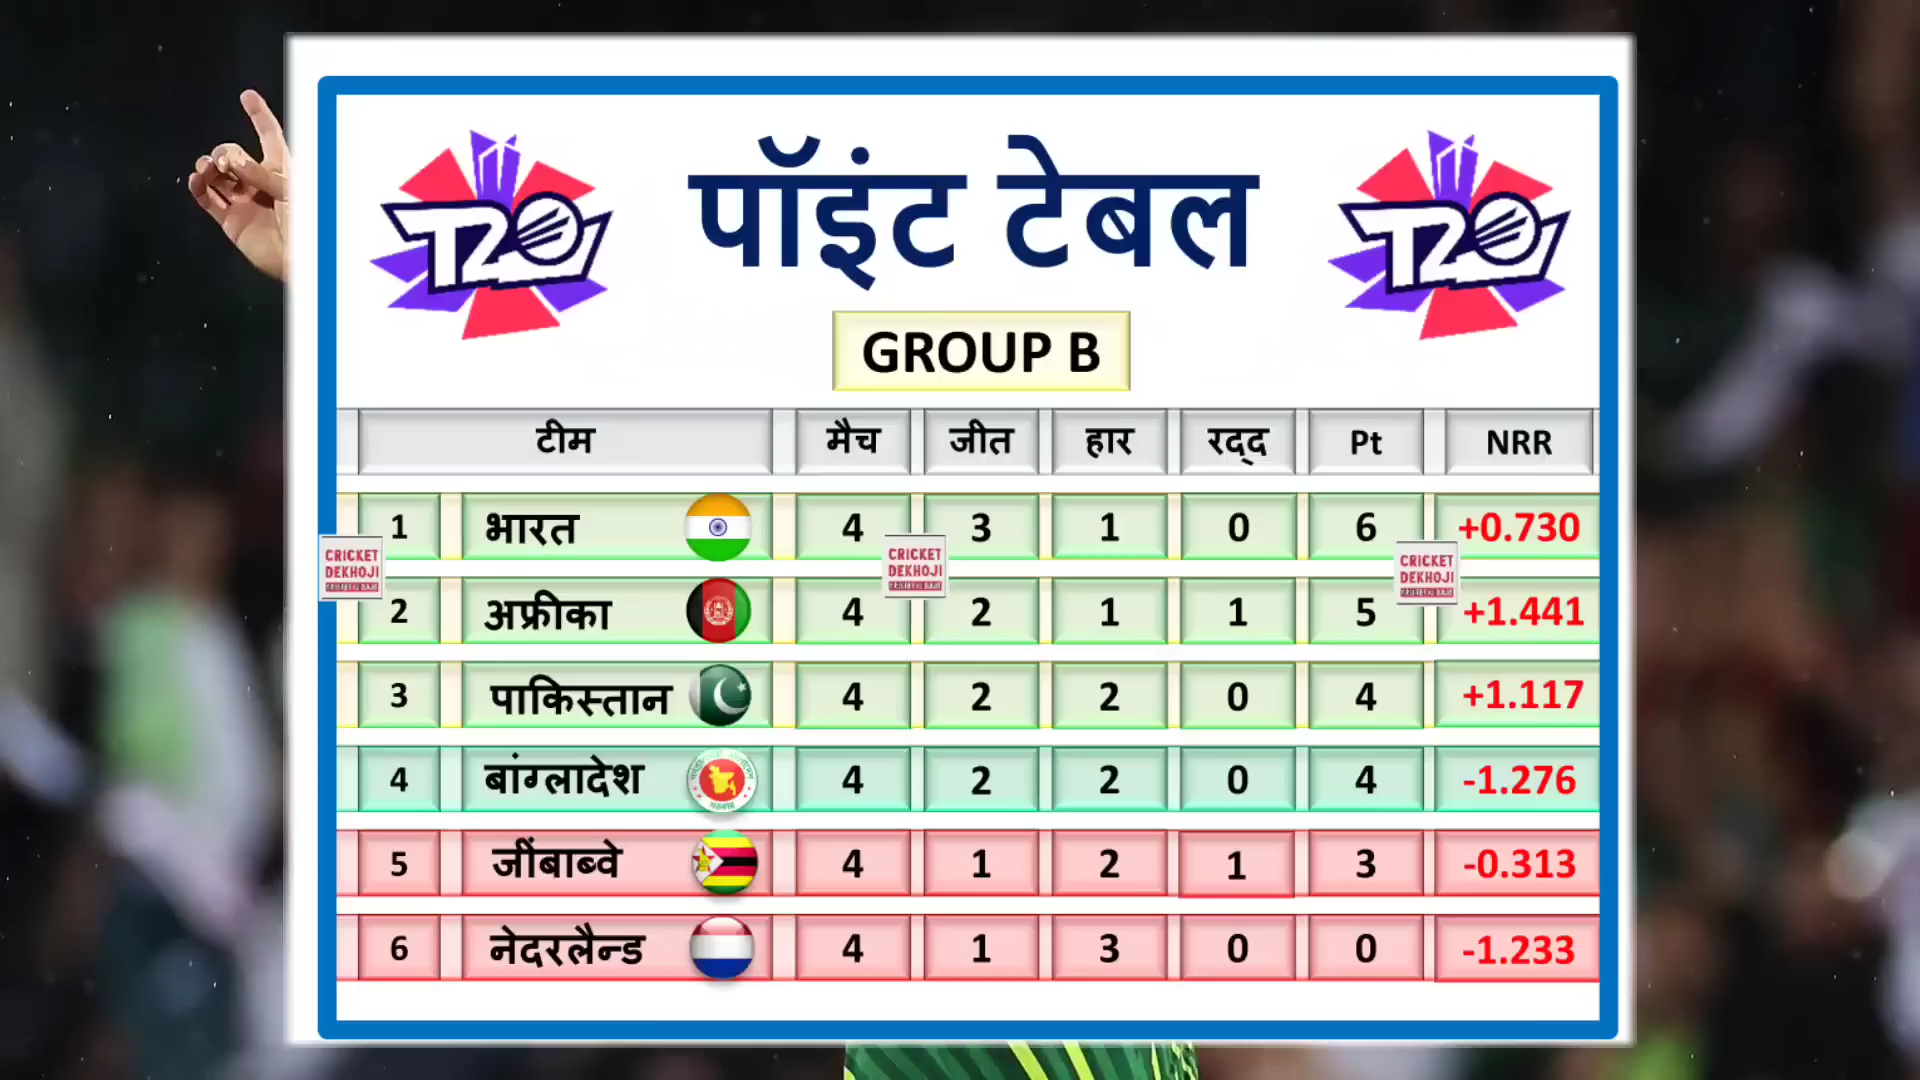 T20
पॉइंट टेबल
T20
GROUP B
टीम मैच जीत हार रद्द Pt NRR
1 भारत 4 3 1 0 6 +0.730
CRICKET DEKHOJI
CRICKET DEKHOJI
CRICKET DEKHOJI
2 अफ्रीका 4 2 1 1 5 +1.441
3 पाकिस्तान 4 2 2 0 4 +1.117
4 बांग्लादेश 4 2 2 0 4 -1.276
5 जींबाब्वे 4 1 2 1 3 -0.313
6 नेदरलैन्ड 4 1 3 0 0 -1.233